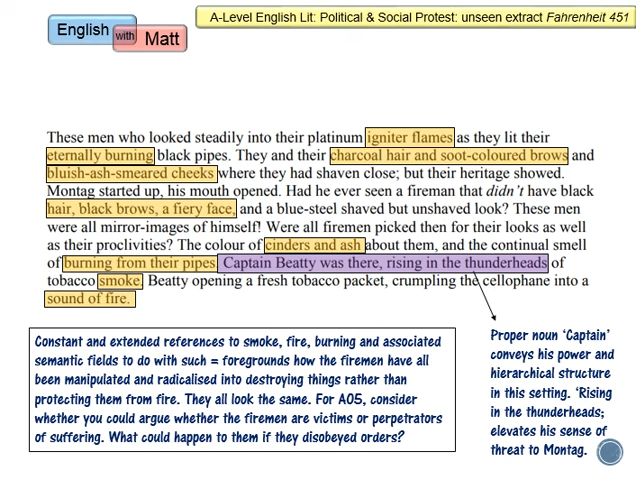 A-Level English Lit: Political & Social Protest: unseen extract Fahrenheit 451
English with Matt
These men who looked steadily into their platinum igniter flames as they lit their
eternally burning black pipes. They and their charcoal hair and soot-coloured brows and
bluish-ash-smeared cheeks where they had shaven close; but their heritage showed.
Montag started up, his mouth opened. Had he ever seen a fireman that didn't have black
hair, black brows, a fiery face, and a blue-steel shaved but unshaved look? These men
were all mirror-images of himself! Were all firemen picked then for their looks as well
as their proclivities? The colour of cinders and ash about them, and the continual smell
of burning from their pipes. Captain Beatty was there, rising in the thunderheads of
tobacco smoke. Beatty opening a fresh tobacco packet, crumpling the cellophane into a
sound of fire.
Constant and extended references to smoke, fire, burning and associated
semantic fields to do with such = foregrounds how the firemen have all
been manipulated and radicalised into destroying things rather than
protecting them from fire. They all look the same. For AO5, consider
whether you could argue whether the firemen are victims or perpetrators
of suffering. What could happen to them if they disobeyed orders?
Proper noun 'Captain'
conveys his power and
hierarchical structure
in this setting. 'Rising
in the thunderheads;
elevates his sense of
threat to Montag.